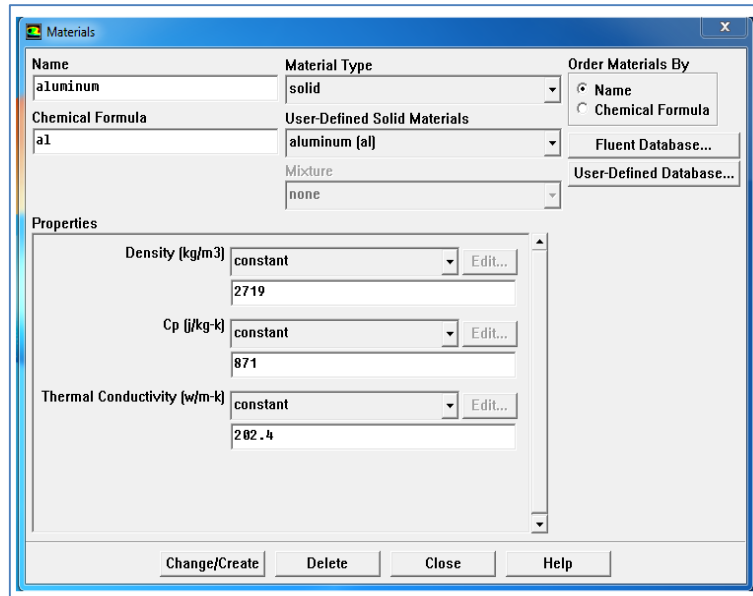 Materials
x
Name
aluminum
Chemical Formula
al
Material Type
solid
User-Defined Solid Materials
aluminum (al)
Mixture
none
Order Materials By
Name
Chemical Formula
Fluent Database...
User-Defined Database...
Properties
Density (kg/m3) constant Edit...
2719
Cp (j/kg-k) constant Edit...
871
Thermal Conductivity (w/m-k) constant Edit...
202.4
Change/Create Delete Close Help